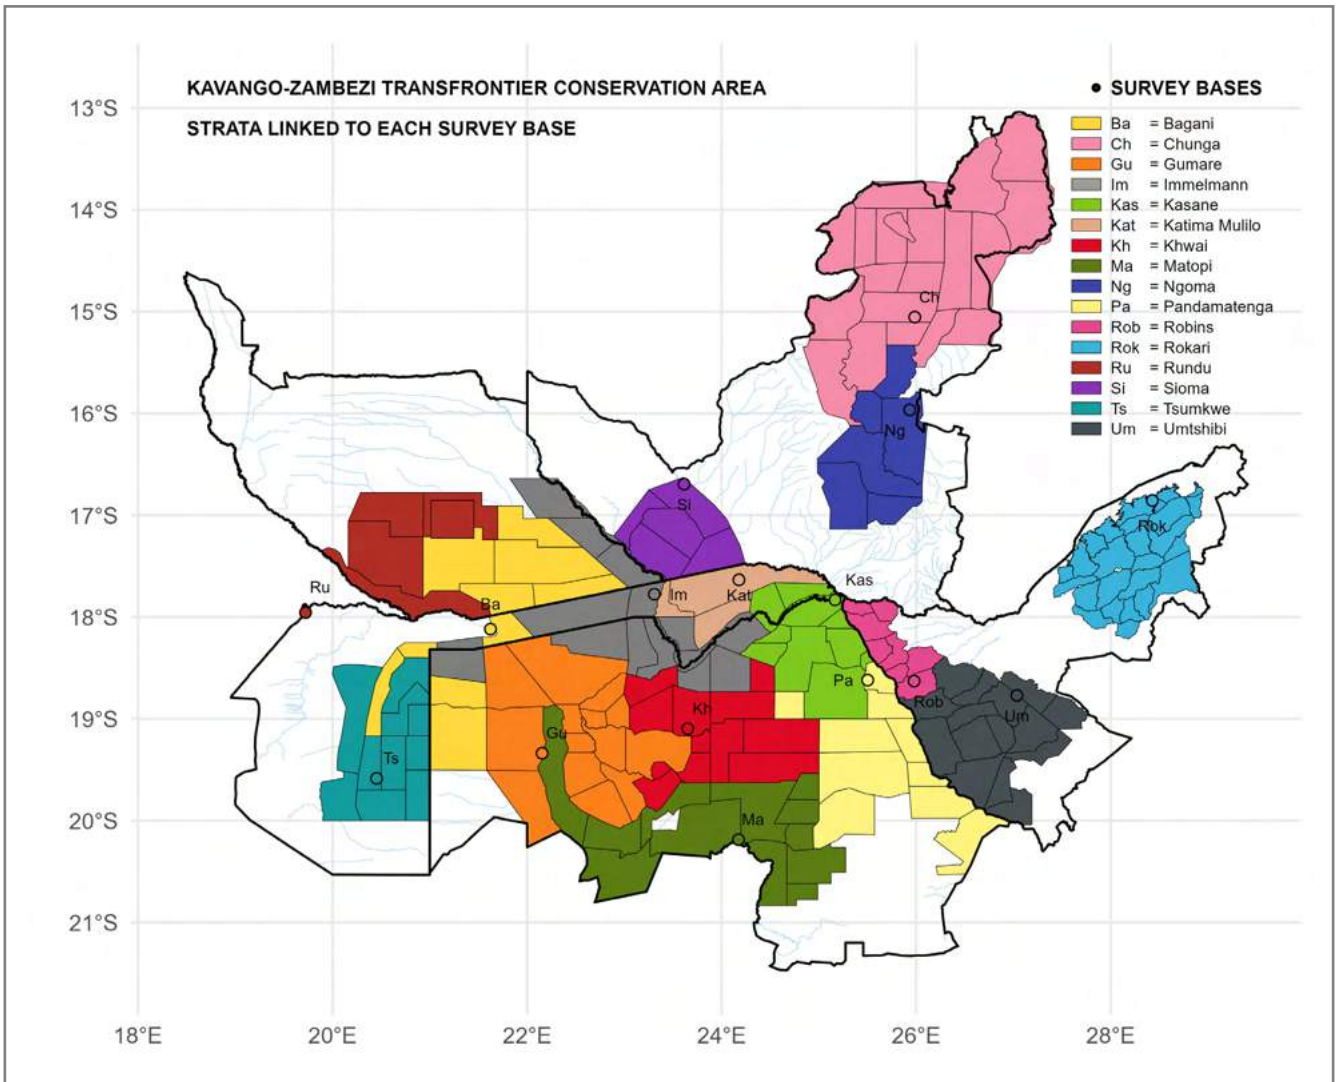 KAVANGO-ZAMBEZI TRANSFRONTIER CONSERVATION AREA
STRATA LINKED TO EACH SURVEY BASE
SURVEY BASES
Ba = Bagani
Ch = Chunga
Gu = Gumare
Im = Immelmann
Kas = Kasane
Kat = Katima Mulilo
Kh = Khwai
Ma = Matopi
Ng = Ngoma
Pa = Pandamatenga
Rob = Robins
Rok = Rokari
Ru = Rundu
Si = Sioma
Ts = Tsumkwe
Um = Umtshibi
13°S
14°S
15°S
16°S
17°S
18°S
19°S
20°S
21°S
Ch
Ng
Si
Rok
Ru
Ba
Im
Kat
Kas
Pa
Rob
Um
Kh
Gu
Ts
Ma
18°E
20°E
22°E
24°E
26°E
28°E